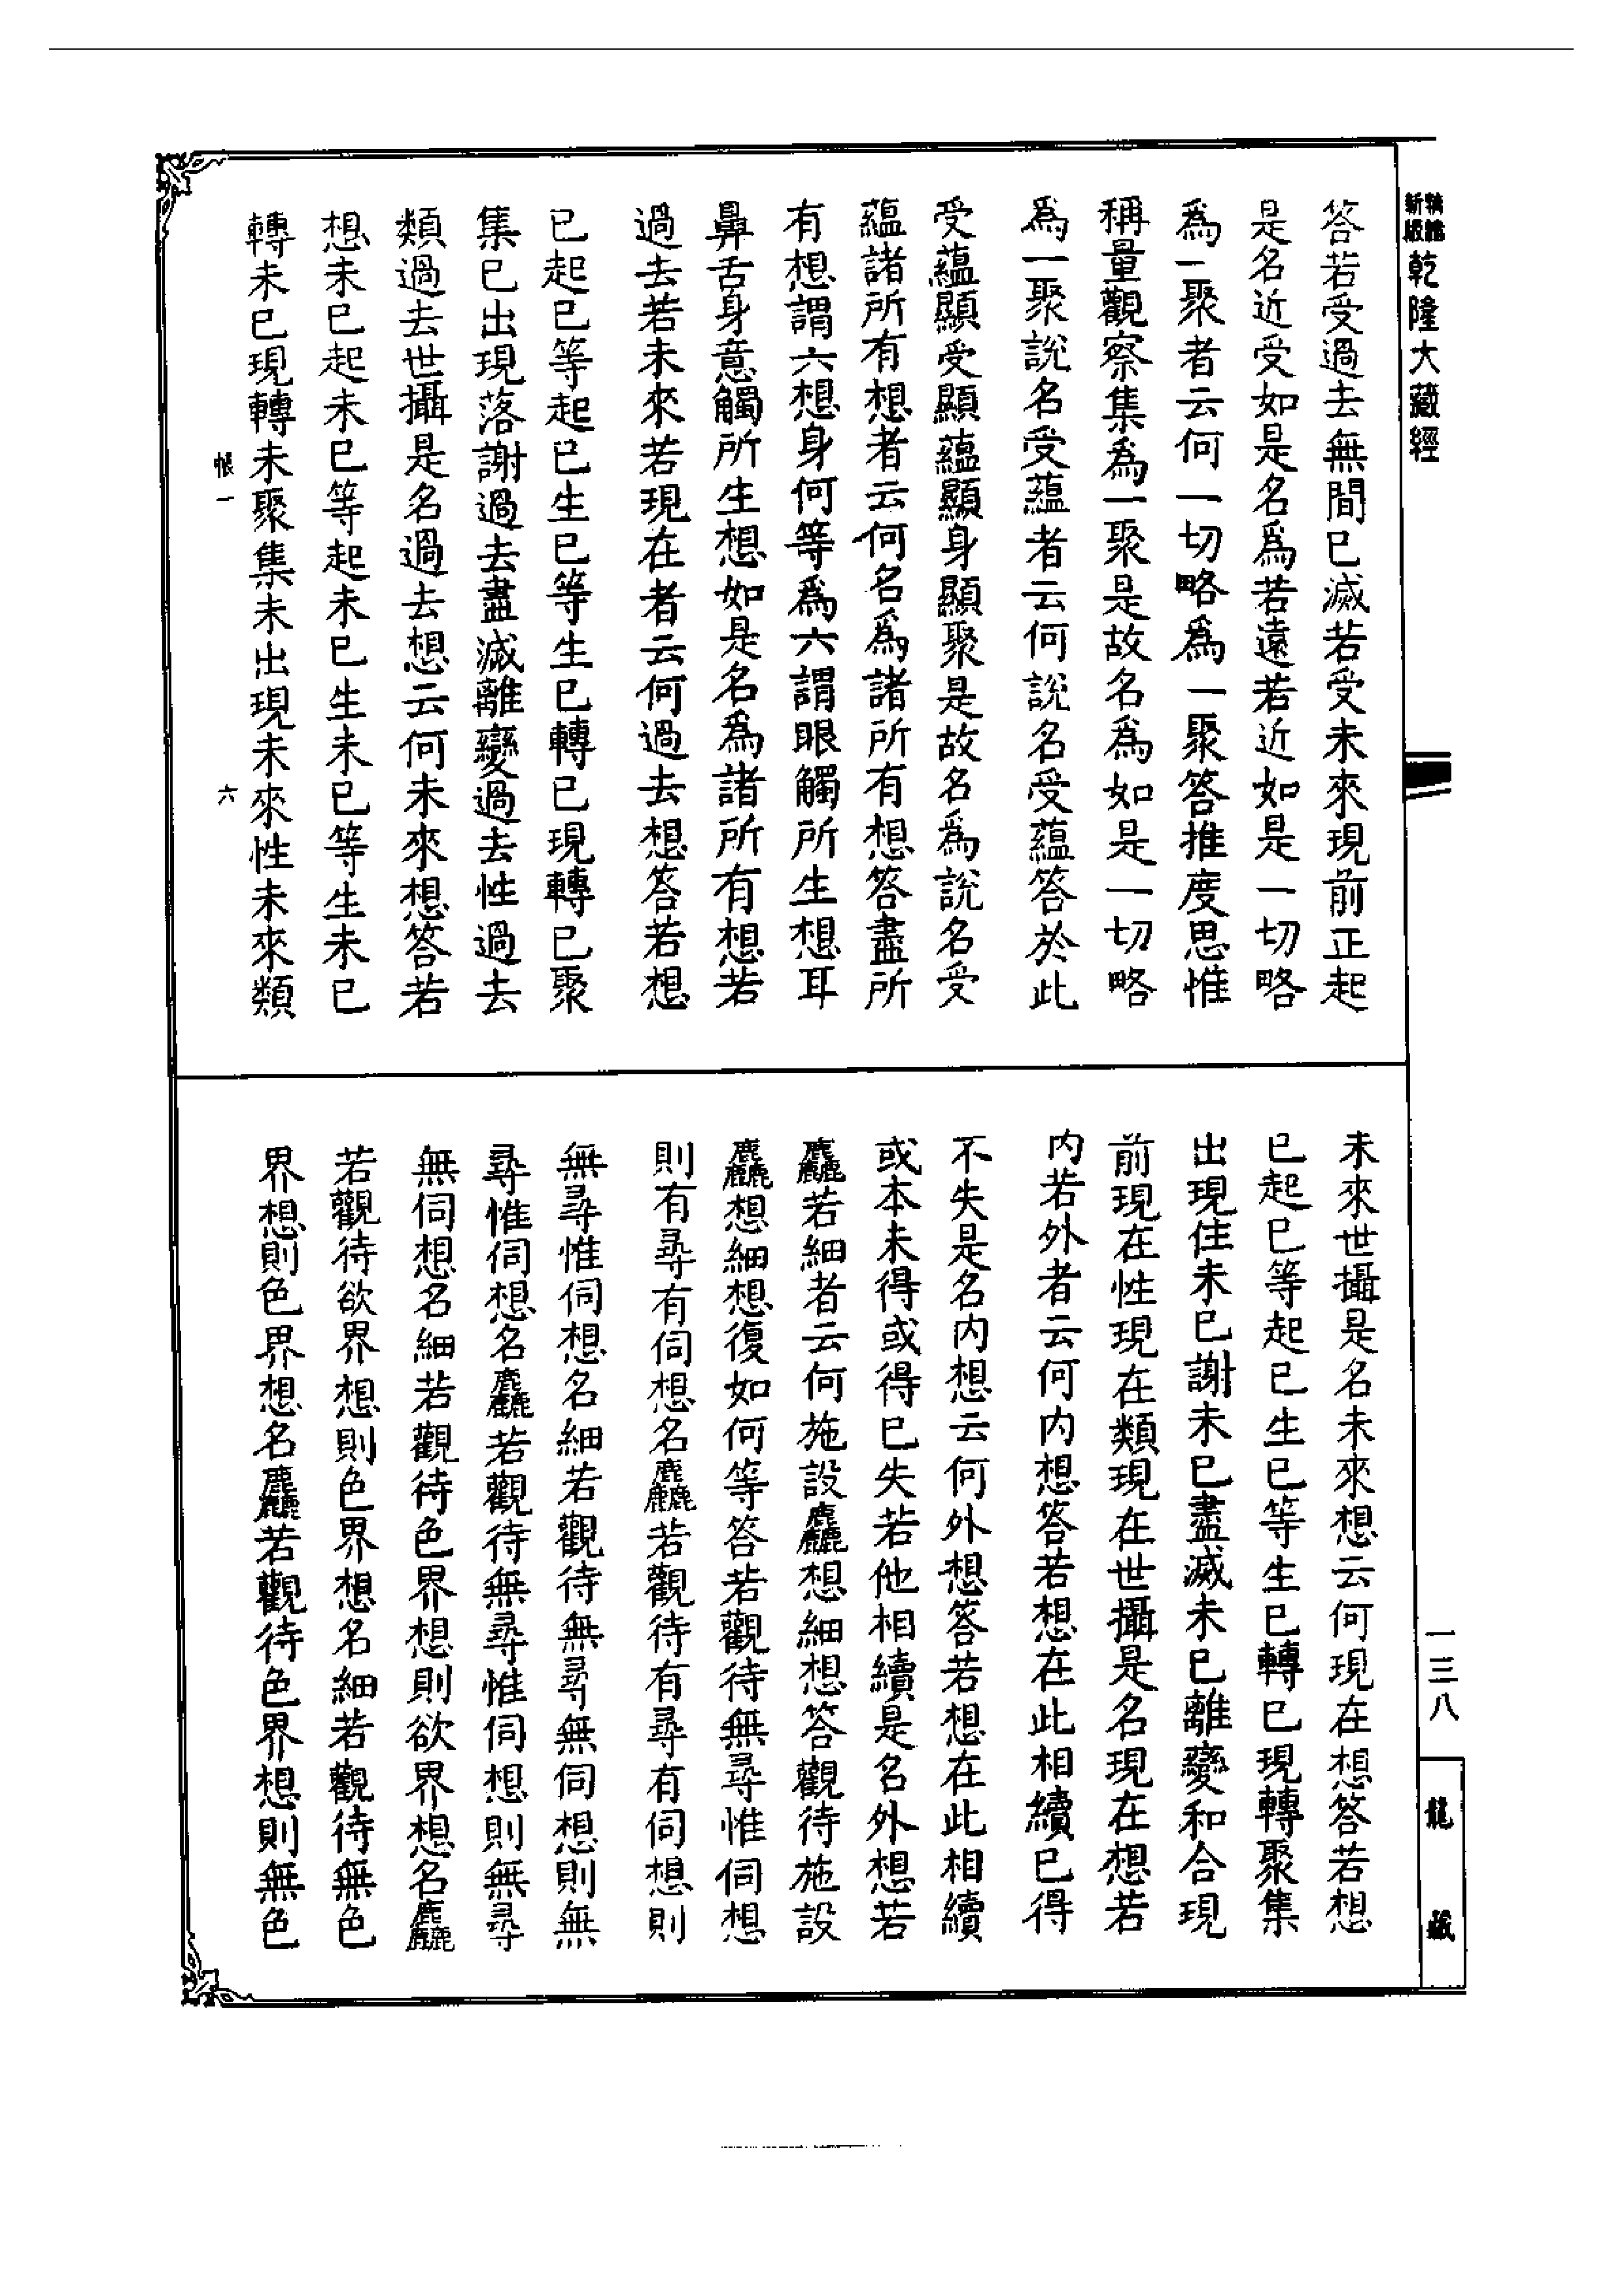 新版
乾隆大藏經
答若受過去無間已滅若受未來現前正起
是名近受如是名爲若遠若近如是一切略
爲一聚者云何一切略爲一聚答推度思惟
稱量觀察集爲一聚是故名爲如是一切略
爲一聚說名受蘊者云何說名受蘊答於此
受蘊顯受顯蘊顯身顯聚是故名爲說名受
蘊諸所有想者云何名爲諸所有想答盡所
有想謂六想身何等爲六謂眼觸所生想耳
鼻舌身意觸所生想如是名爲諸所有想若
過去若未來若現在者云何過去想答若想
已起已等起已生已等生已轉已現轉已聚
集已出現落謝過去盡滅離變過去性過去
類過去世攝是名過去想云何未來想答若
想未已起未已等起未已生未已等生未已
轉未已現轉未聚集未出現未來性未來類
帳一
六
未來世攝是名未來想云何現在想答若想
已起已等起已生已等生已轉已現轉聚集
出現住未已謝未已盡滅未已離變和合現
前現在性現在類現在世攝是名現在想若
内若外者云何内想答若想在此相續已得
不失是名内想云何外想答若想在此相續
或本未得或得已失若他相續是名外想若
麤若細者云何施設麤想細想答觀待施設
麤想細想復如何等答若觀待無尋惟伺想
則有尋有伺想名麤若觀待有尋有伺想則
無尋惟伺想名細若觀待無尋無伺想則無
尋惟伺想名麤若觀待無尋惟伺想則無尋
無伺想名細若觀待色界想則欲界想名麤
若觀待欲界想則色界想名細若觀待無色
界想則色界想名麤若觀待色界想則無色
一三八
龍藏